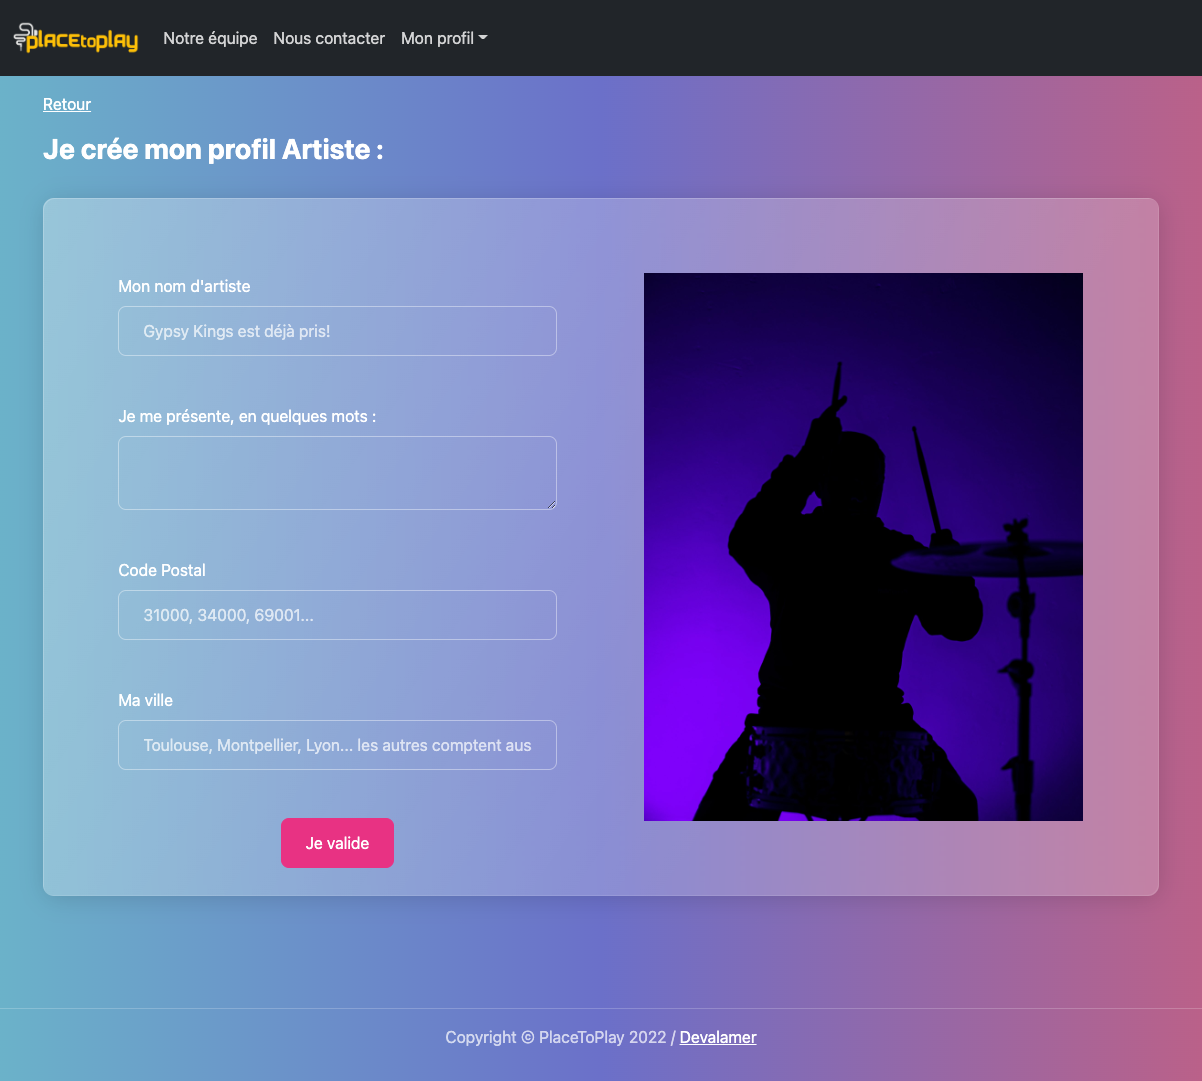 PLACEtoPLAY
Notre équipe
Nous contacter
Mon profil
Retour
Je crée mon profil Artiste :
Mon nom d'artiste
Gypsy Kings est déjà pris!
Je me présente, en quelques mots :
Code Postal
31000, 34000, 69001...
Ma ville
Toulouse, Montpellier, Lyon... les autres comptent aus
Je valide
Copyright © PlaceToPlay 2022 / Devalamer